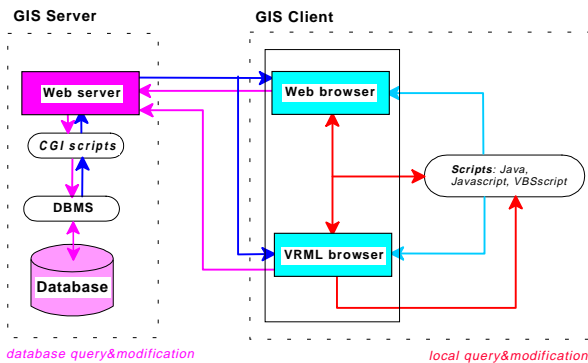 GIS Server
GIS Client
Web server
Web browser
CGI scripts
Scripts: Java,
Javascript, VBSscript
DBMS
VRML browser
Database
database query&modification
local query&modification